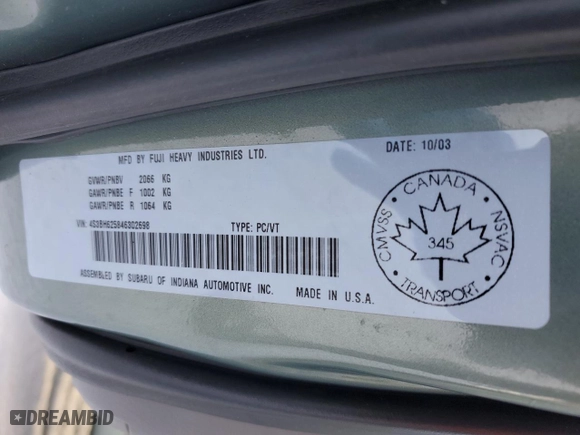 MFD BY FUJI HEAVY INDUSTRIES LTD.
DATE: 10/03
GVWR/PNBV 2066 KG
GAWR/PNBE F 1002 KG
GAWR/PNBE R 1064 KG
VIN: 4S3BH625846302698
TYPE: PC/VT
ASSEMBLED BY SUBARU OF INDIANA AUTOMOTIVE INC.
MADE IN U.S.A.
CANADA
CMVSS
NSVAC
345
TRANSPORT
DREAMBID